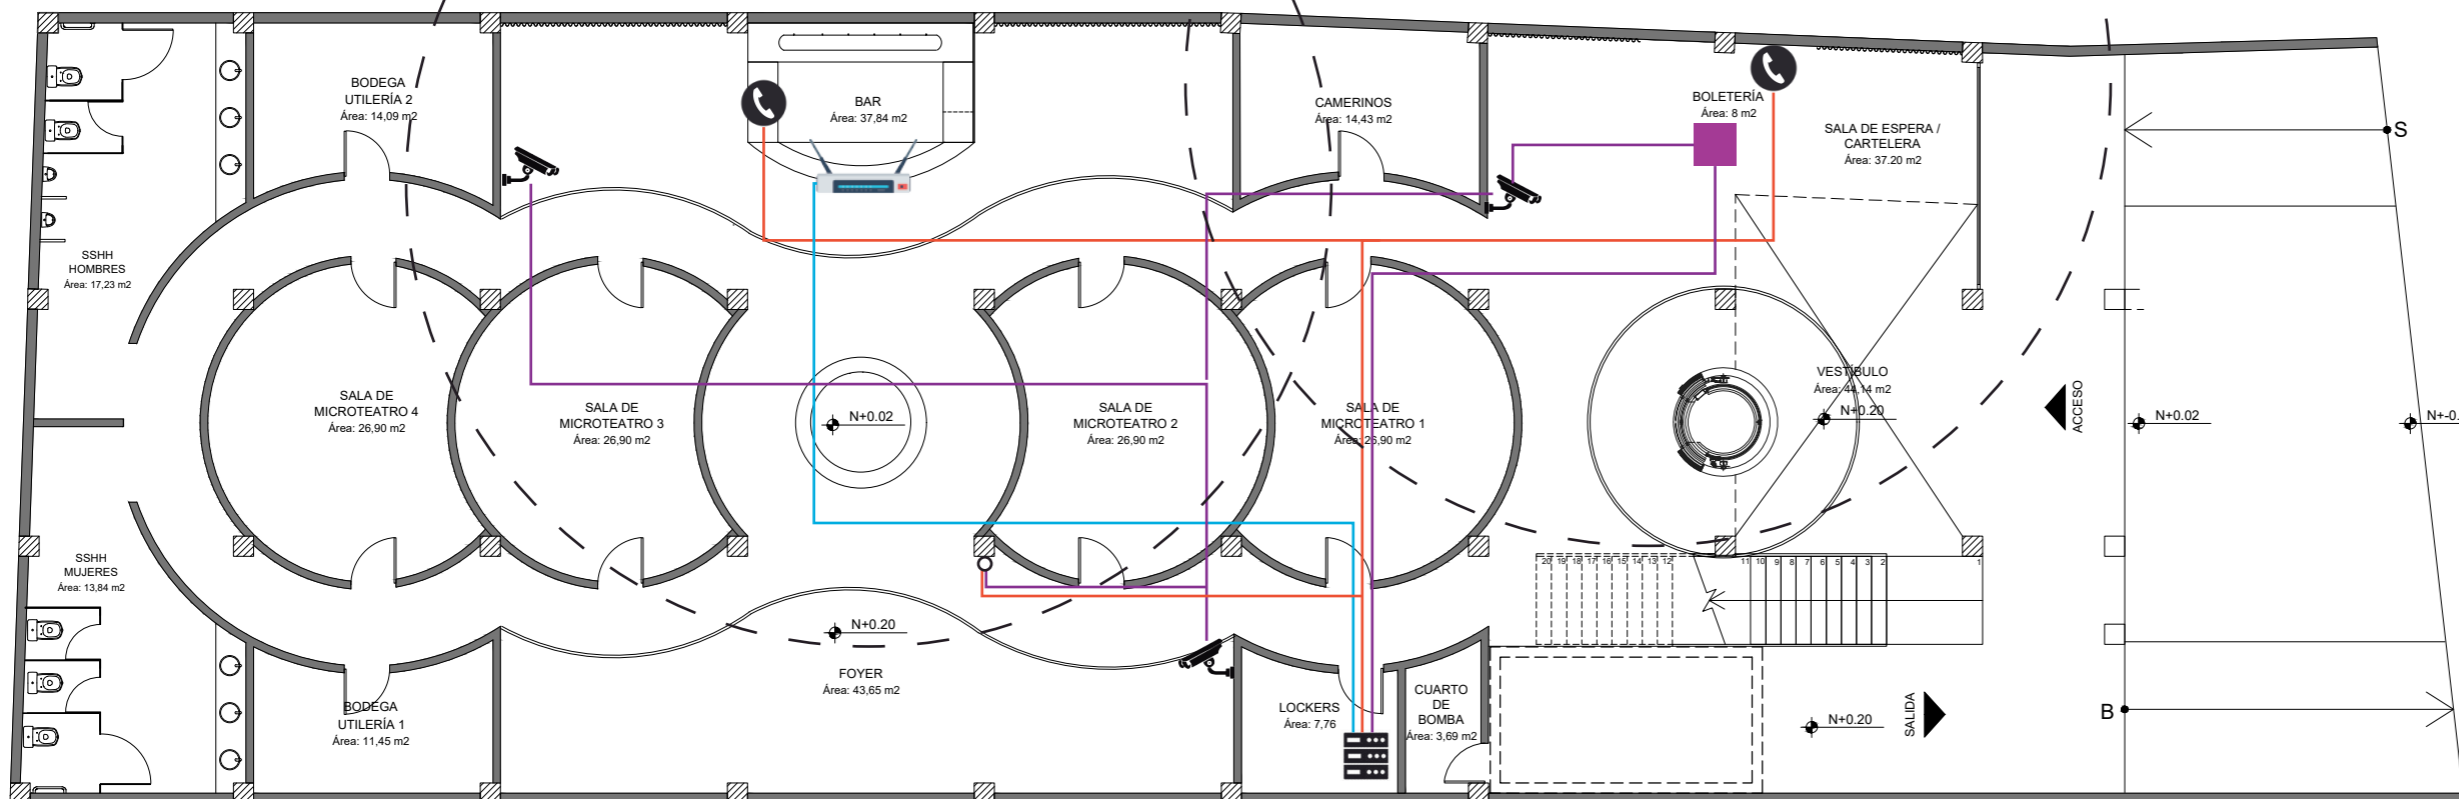 BODEGA
UTILERÍA 2
Área: 14,09 m2
BAR
Área: 37,84 m2
CAMERINOS
Área: 14,43 m2
BOLETERÍA
Área: 8 m2
SALA DE ESPERA /
CARTELERA
Área: 37.20 m2
S
SSHH
HOMBRES
Área: 17,23 m2
SALA DE
MICROTEATRO 4
Área: 26,90 m2
SALA DE
MICROTEATRO 3
Área: 26,90 m2
N+0.02
SALA DE
MICROTEATRO 2
Área: 26,90 m2
SALA DE
MICROTEATRO 1
Área: 26,90 m2
VESTÍBULO
Área: 44,14 m2
N+0.20
ACCESO
N+0.02
N+-0.
SSHH
MUJERES
Área: 13,84 m2
20 19 18 17 16 15 14 13 12
11 10 9 8 7 6 5 4 3 2
1
N+0.20
FOYER
Área: 43,65 m2
BODEGA
UTILERÍA 1
Área: 11,45 m2
LOCKERS
Área: 7,76
CUARTO
DE
BOMBA
Área: 3,69 m2
N+0.20
SALIDA
B